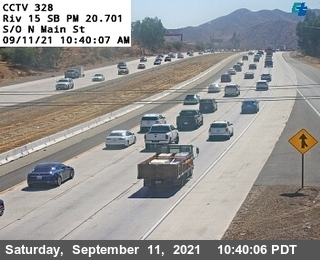 CCTV 328
Riv 15 SB PM 20.701
S/O N Main St
09/11/21 10:40:07 AM
Saturday, September 11, 2021 10:40:06 PDT